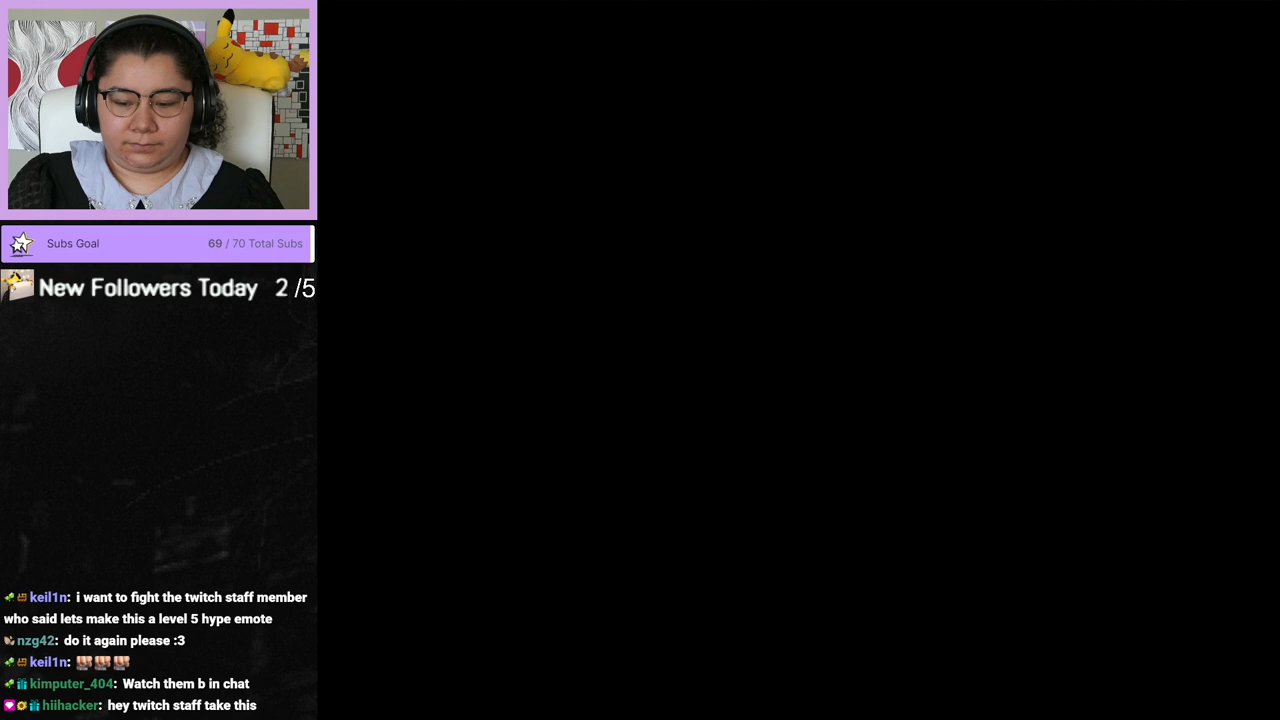 Subs Goal 69 / 70 Total Subs
New Followers Today 2 /5
keil1n: i want to fight the twitch staff member
who said lets make this a level 5 hype emote
nzg42: do it again please :3
keil1n:
kimputer_404: Watch them b in chat
hiihacker: hey twitch staff take this